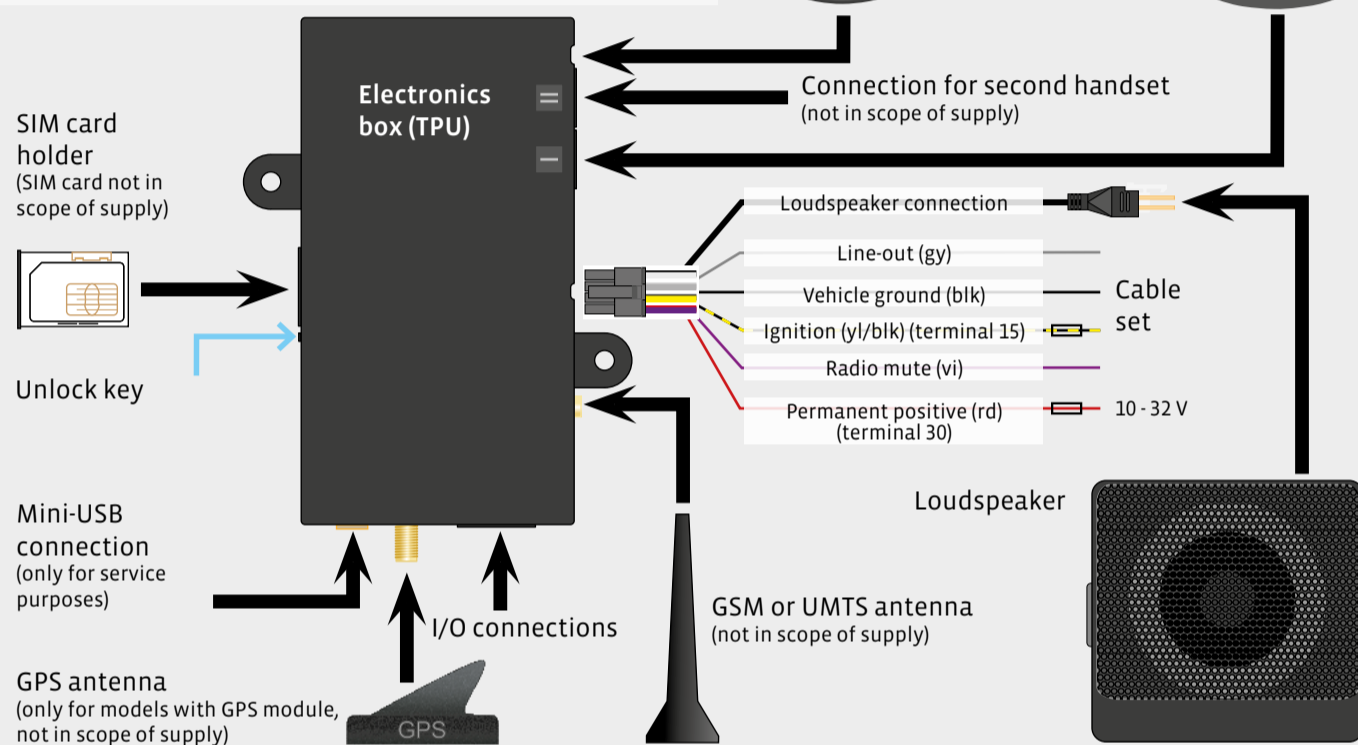 Electronics
box (TPU)
Connection for second handset
(not in scope of supply)
SIM card
holder
(SIM card not in
scope of supply)
Loudspeaker connection
Line-out (gy)
Vehicle ground (blk)
Ignition (yl/blk) (terminal 15)
Radio mute (vi)
Permanent positive (rd)
(terminal 30)
Cable
set
10 - 32 V
Unlock key
Loudspeaker
Mini-USB
connection
(only for service
purposes)
I/O connections
GSM or UMTS antenna
(not in scope of supply)
GPS antenna
(only for models with GPS module,
not in scope of supply)
GPS